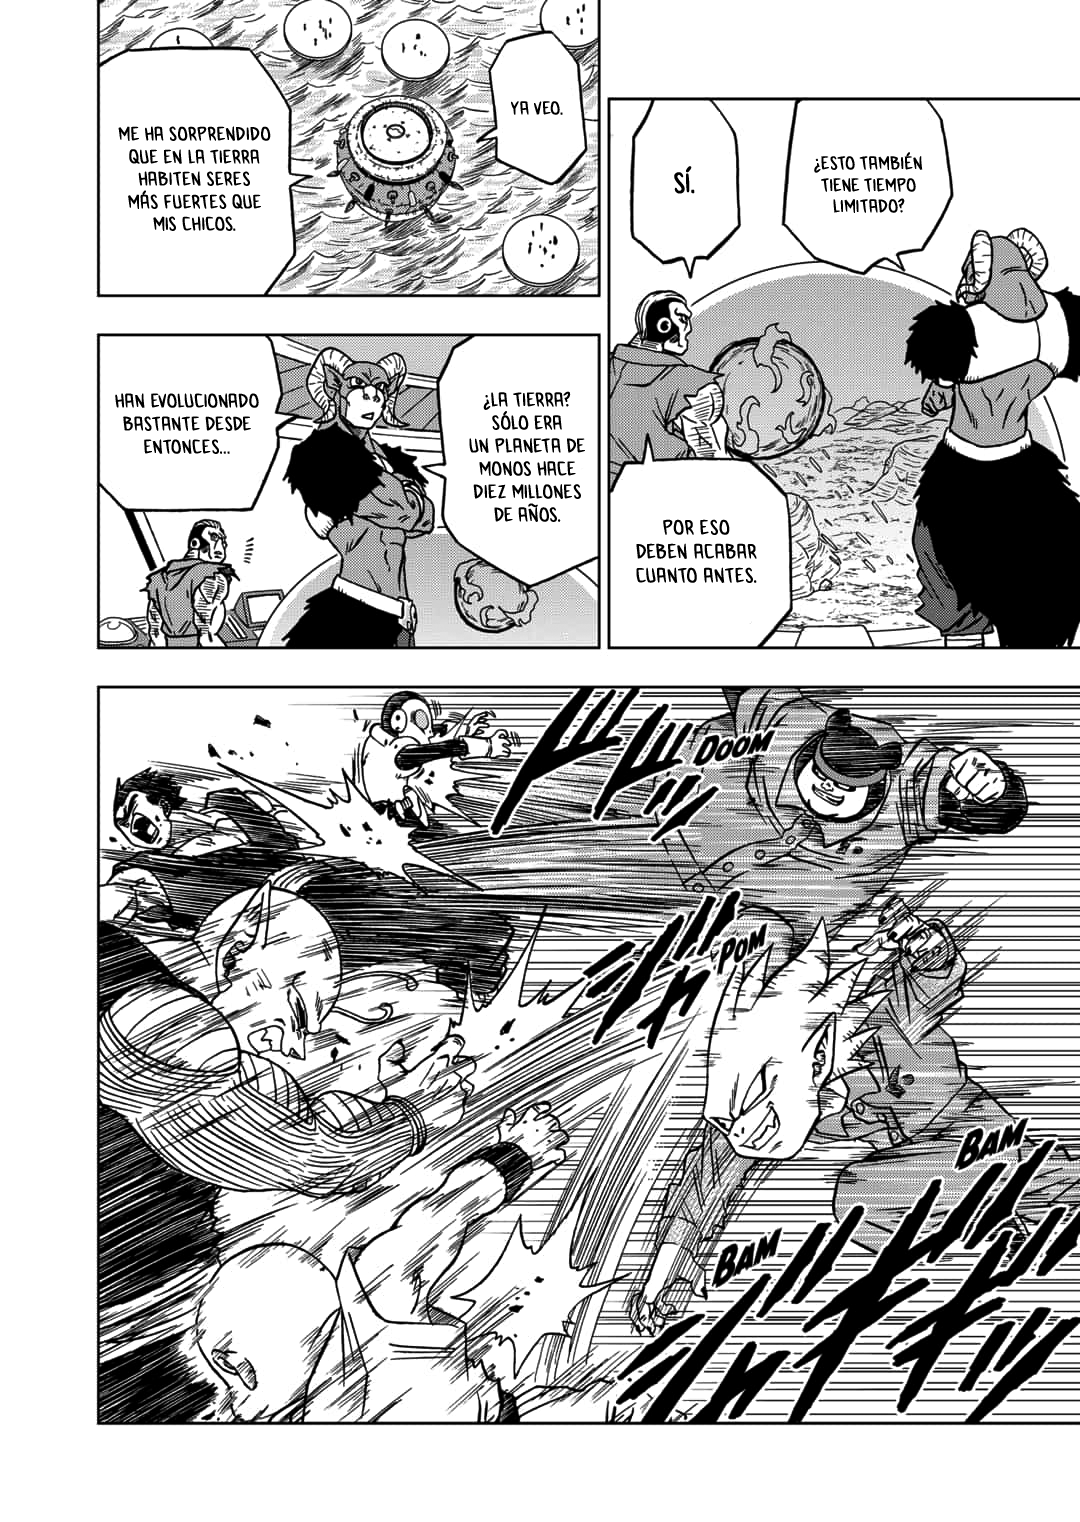 ¿ESTO TAMBIÉN
TIENE TIEMPO
LIMITADO?
SÍ.
POR ESO
DEBEN ACABAR
CUANTO ANTES.
YA VEO.
ME HA SORPRENDIDO
QUE EN LA TIERRA
HABITEN SERES
MÁS FUERTES QUE
MIS CHICOS.
¿LA TIERRA?
SÓLO ERA
UN PLANETA DE
MONOS HACE
DIEZ MILLONES
DE AÑOS.
HAN EVOLUCIONADO
BASTANTE DESDE
ENTONCES...
DOOM
POM
BAM
BAM